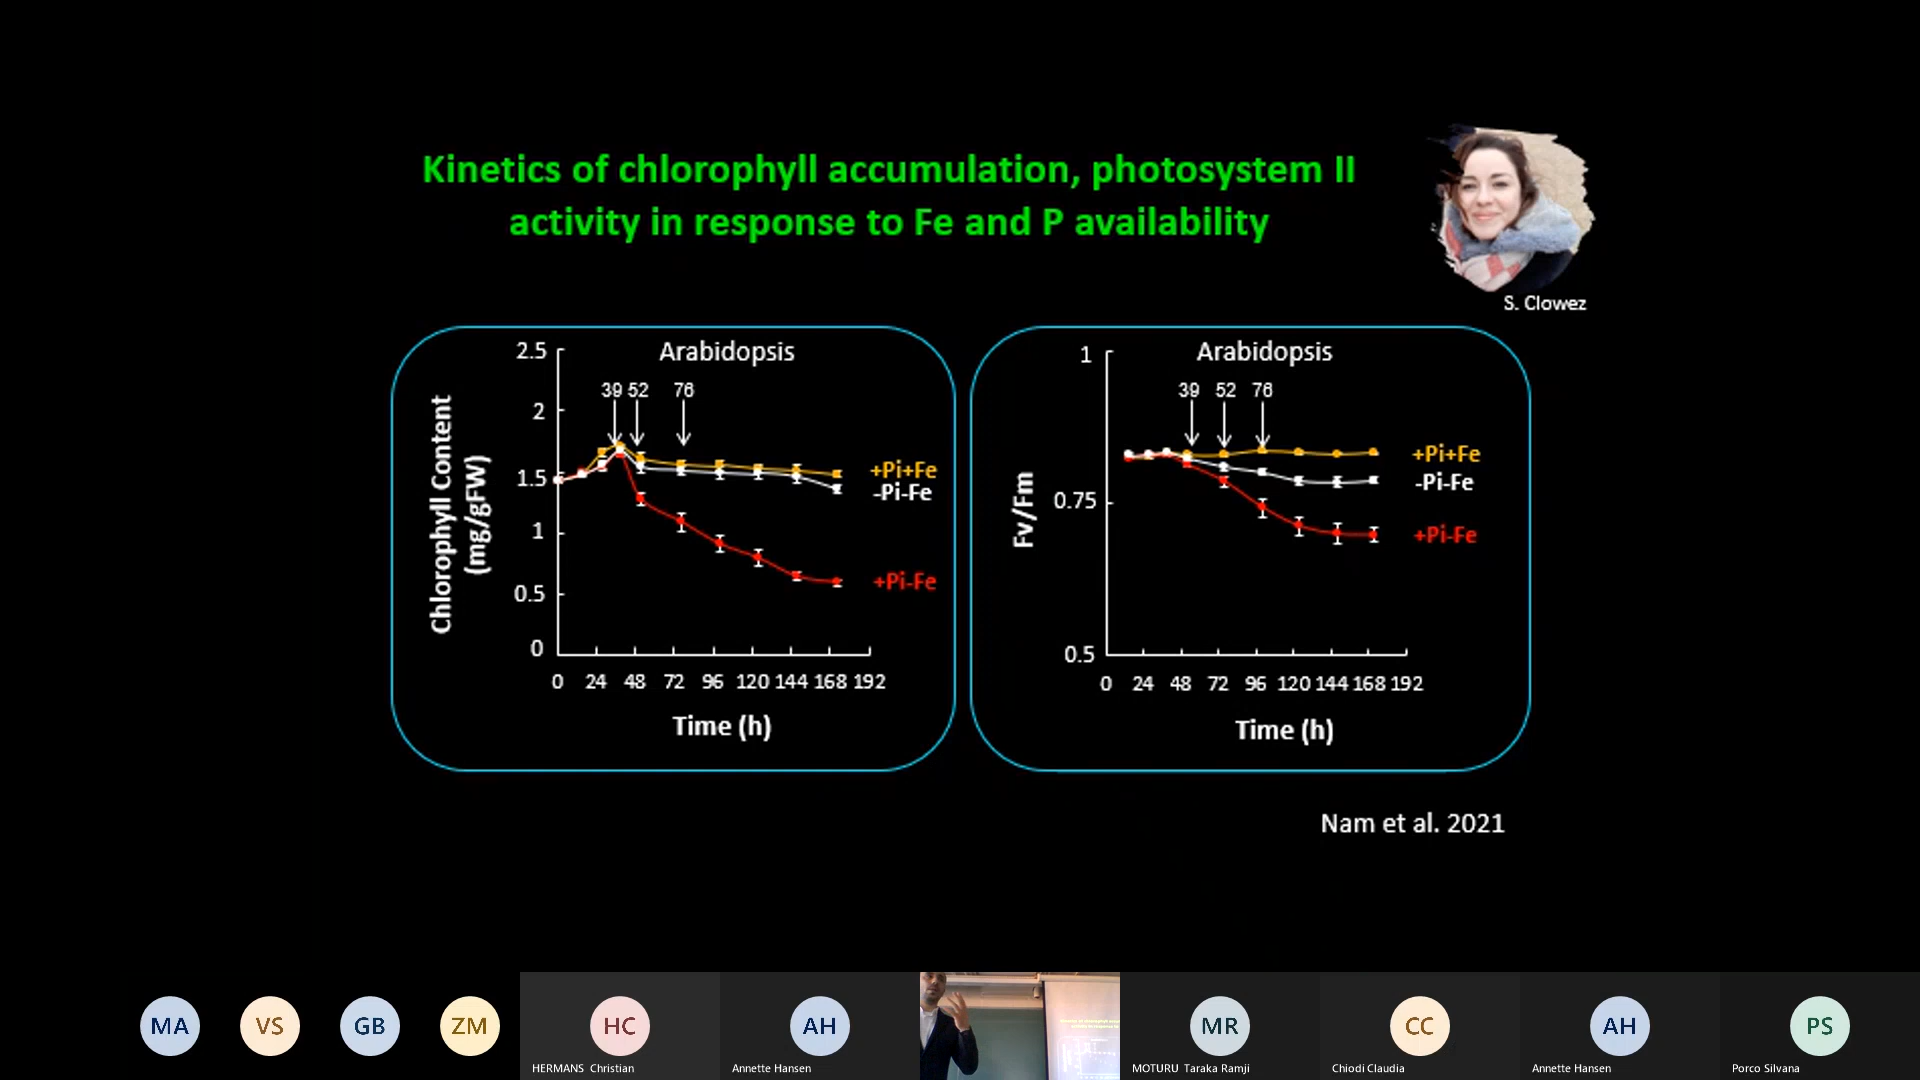 Kinetics of chlorophyll accumulation, photosystem II
activity in response to Fe and P availability
S. Clowez
Arabidopsis
2.5
2
1.5
1
0.5
0
39 52 76
Chlorophyll Content
(mg/gFW)
+Pi+Fe
-Pi-Fe
+Pi-Fe
0 24 48 72 96 120 144 168 192
Time (h)
Arabidopsis
1
0.75
0.5
39 52 76
Fv/Fm
+Pi+Fe
-Pi-Fe
+Pi-Fe
0 24 48 72 96 120 144 168 192
Time (h)
Nam et al. 2021
MA VS GB ZM HC AH MR CC AH PS
HERMANS Christian
Annette Hansen
MOTURU Taraka Ramji
Chiodi Claudia
Annette Hansen
Porco Silvana